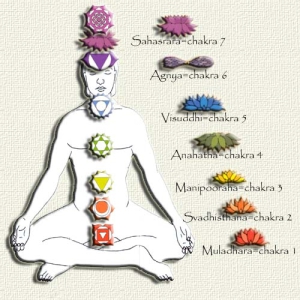 Sahasrara=chakra 7
Agnya=chakra 6
Visuddhi=chakra 5
Anahatha=chakra 4
Manipooraha=chakra 3
Svadhisthana=chakra 2
Muladhara=chakra 1